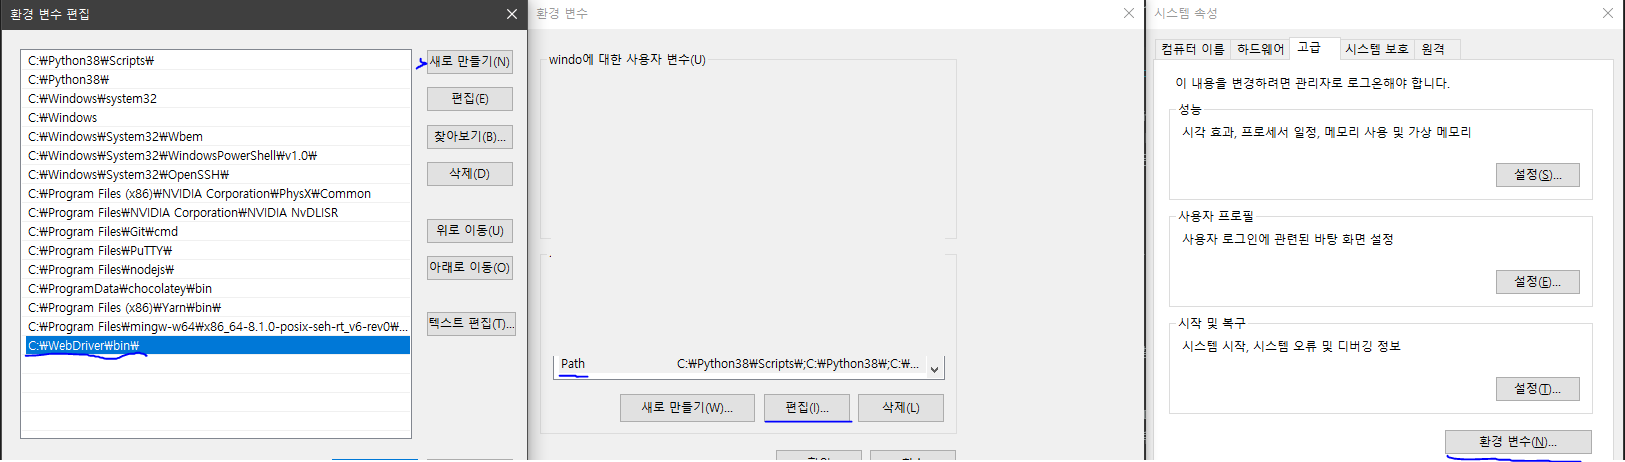 환경 변수 편집
C:\Python38\Scripts\
C:\Python38\
C:\Windows\system32
C:\Windows
C:\Windows\System32\Wbem
C:\Windows\System32\WindowsPowerShell\v1.0\
C:\Windows\System32\OpenSSH\
C:\Program Files (x86)\NVIDIA Corporation\PhysX\Common
C:\Program Files\NVIDIA Corporation\NVIDIA NvDLISR
C:\Program Files\Git\cmd
C:\Program Files\PuTTY\
C:\Program Files\nodejs\
C:\ProgramData\chocolatey\bin
C:\Program Files (x86)\Yarn\bin\
C:\Program Files\mingw-w64\x86_64-8.1.0-posix-seh-rt_v6-rev0\...
C:\WebDriver\bin\
새로 만들기(N)
편집(E)
찾아보기(B)...
삭제(D)
위로 이동(U)
아래로 이동(O)
텍스트 편집(T)...
환경 변수
windo에 대한 사용자 변수(U)
Path C:\Python38\Scripts\;C:\Python38\;C:\...
새로 만들기(W)...
편집(I)...
삭제(L)
시스템 속성
컴퓨터 이름
하드웨어
고급
시스템 보호
원격
이 내용을 변경하려면 관리자로 로그온해야 합니다.
성능
시각 효과, 프로세서 일정, 메모리 사용 및 가상 메모리
설정(S)...
사용자 프로필
사용자 로그인에 관련된 바탕 화면 설정
설정(E)...
시작 및 복구
시스템 시작, 시스템 오류 및 디버깅 정보
설정(T)...
환경 변수(N)...